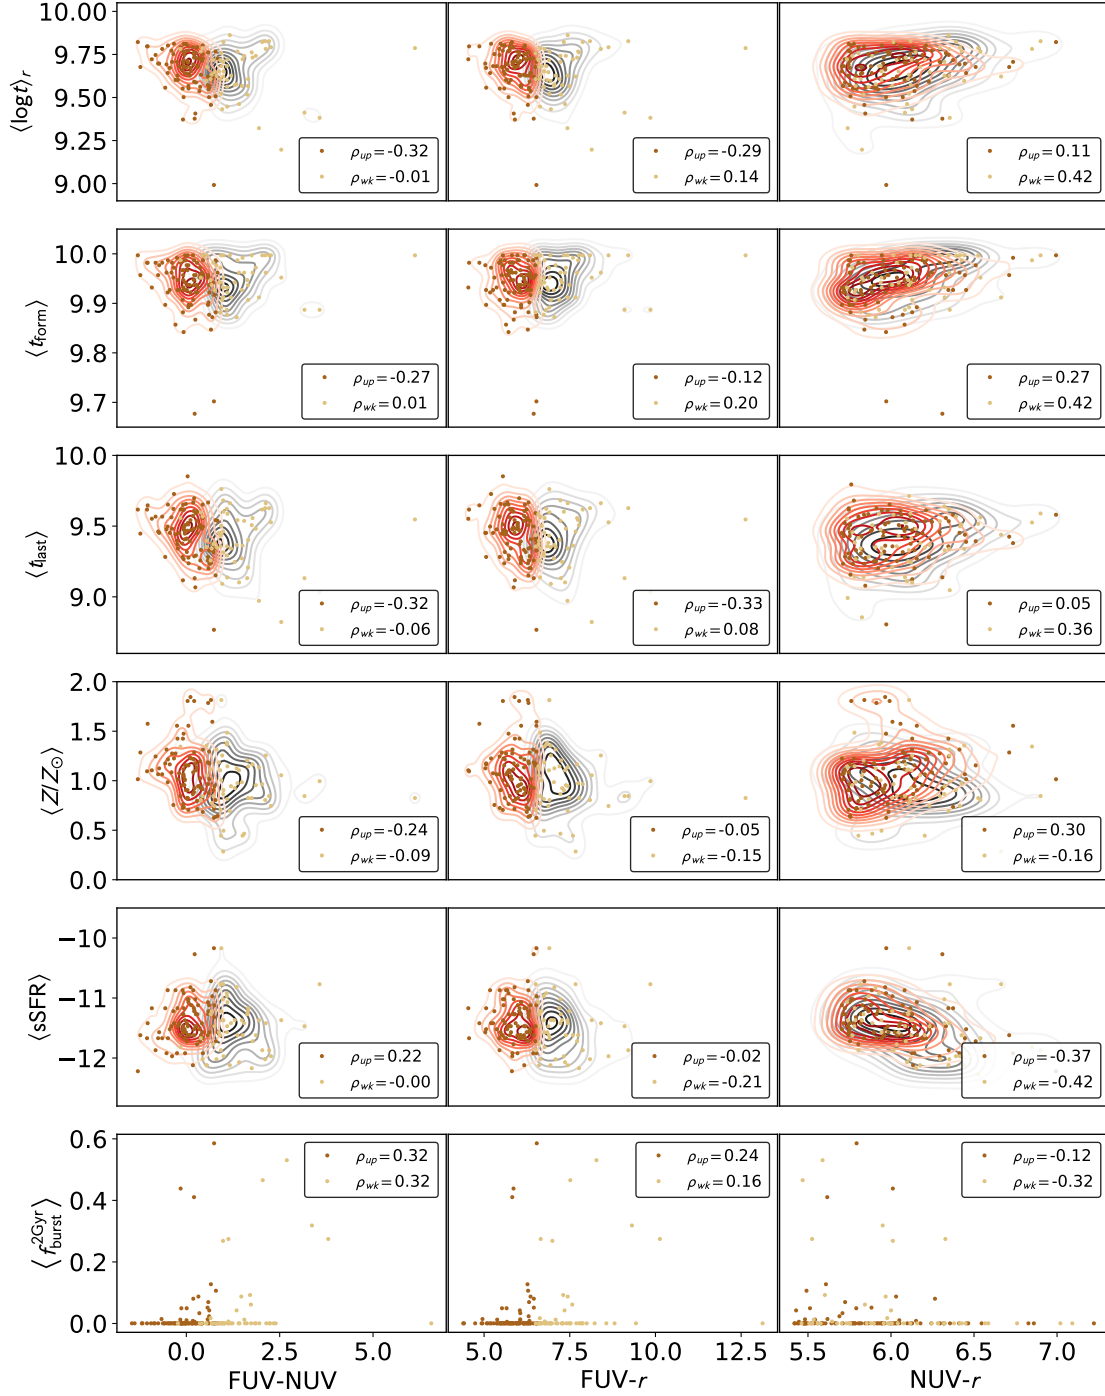 10.00
9.75
9.50
9.25
9.00
⟨log t⟩r
ρup=-0.32
ρwk=-0.01
ρup=-0.29
ρwk=0.14
ρup=0.11
ρwk=0.42
10.0
9.9
9.8
9.7
⟨tform⟩
ρup=-0.27
ρwk=0.01
ρup=-0.12
ρwk=0.20
ρup=0.27
ρwk=0.42
10.0
9.5
9.0
⟨tlast⟩
ρup=-0.32
ρwk=-0.06
ρup=-0.33
ρwk=0.08
ρup=0.05
ρwk=0.36
2.0
1.5
1.0
0.5
0.0
⟨Z/Z⊙⟩
ρup=-0.24
ρwk=-0.09
ρup=-0.05
ρwk=-0.15
ρup=0.30
ρwk=-0.16
−10
−11
−12
⟨sSFR⟩
ρup=0.22
ρwk=-0.00
ρup=-0.02
ρwk=-0.21
ρup=-0.37
ρwk=-0.42
0.6
0.4
0.2
0.0
⟨f2Gyr burst⟩
ρup=0.32
ρwk=0.32
ρup=0.24
ρwk=0.16
ρup=-0.12
ρwk=-0.32
0.0 2.5 5.0
5.0 7.5 10.0 12.5
5.5 6.0 6.5 7.0
FUV-NUV
FUV-r
NUV-r